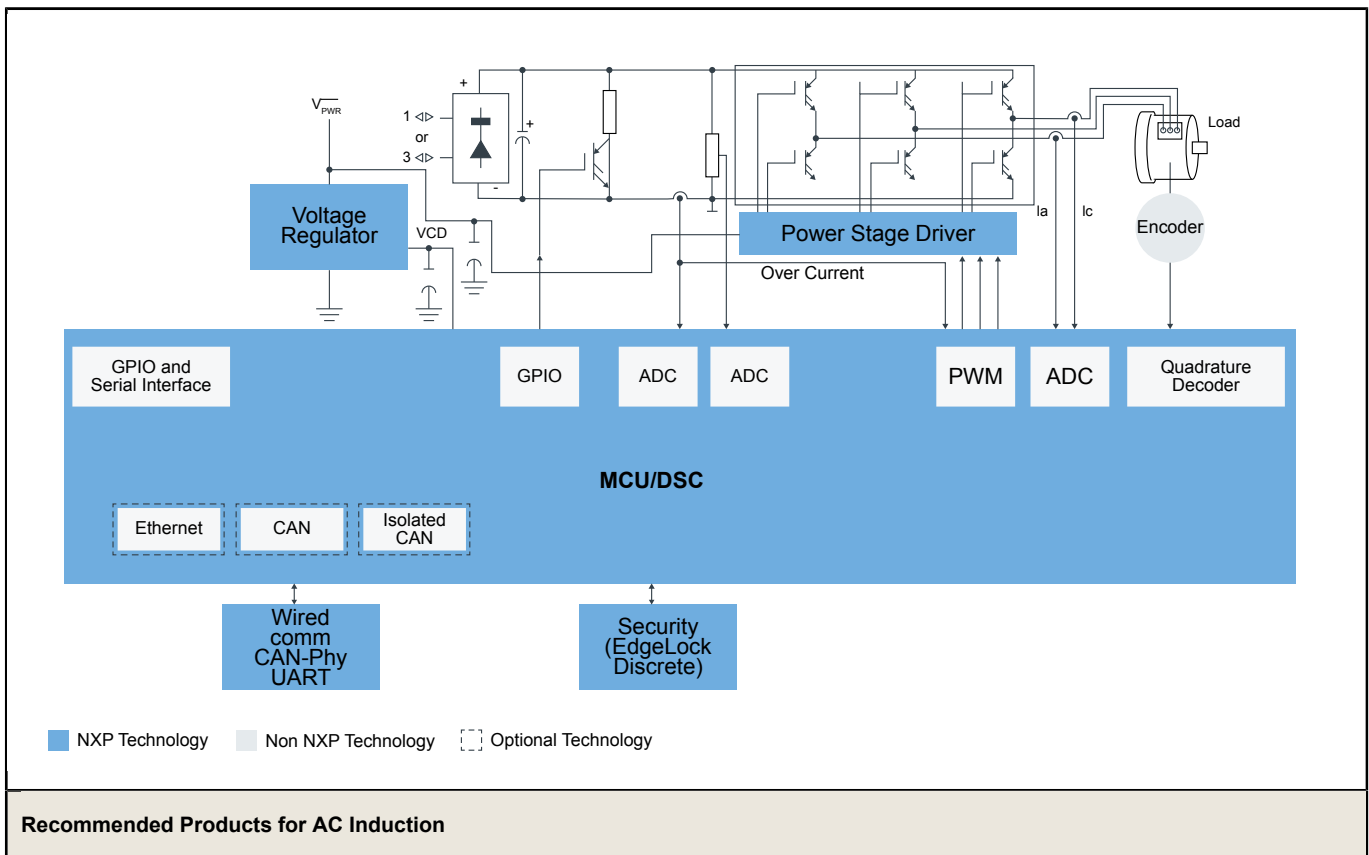 +
V PWR
1
or
3
+
-
Load
Voltage
Regulator
VCD
Power Stage Driver
Ia
Ic
Encoder
Over Current
GPIO and
Serial Interface
GPIO
ADC
ADC
PWM
ADC
Quadrature
Decoder
MCU/DSC
Ethernet
CAN
Isolated
CAN
Wired
comm
CAN-Phy
UART
Security
(EdgeLock
Discrete)
NXP Technology
Non NXP Technology
Optional Technology
Recommended Products for AC Induction